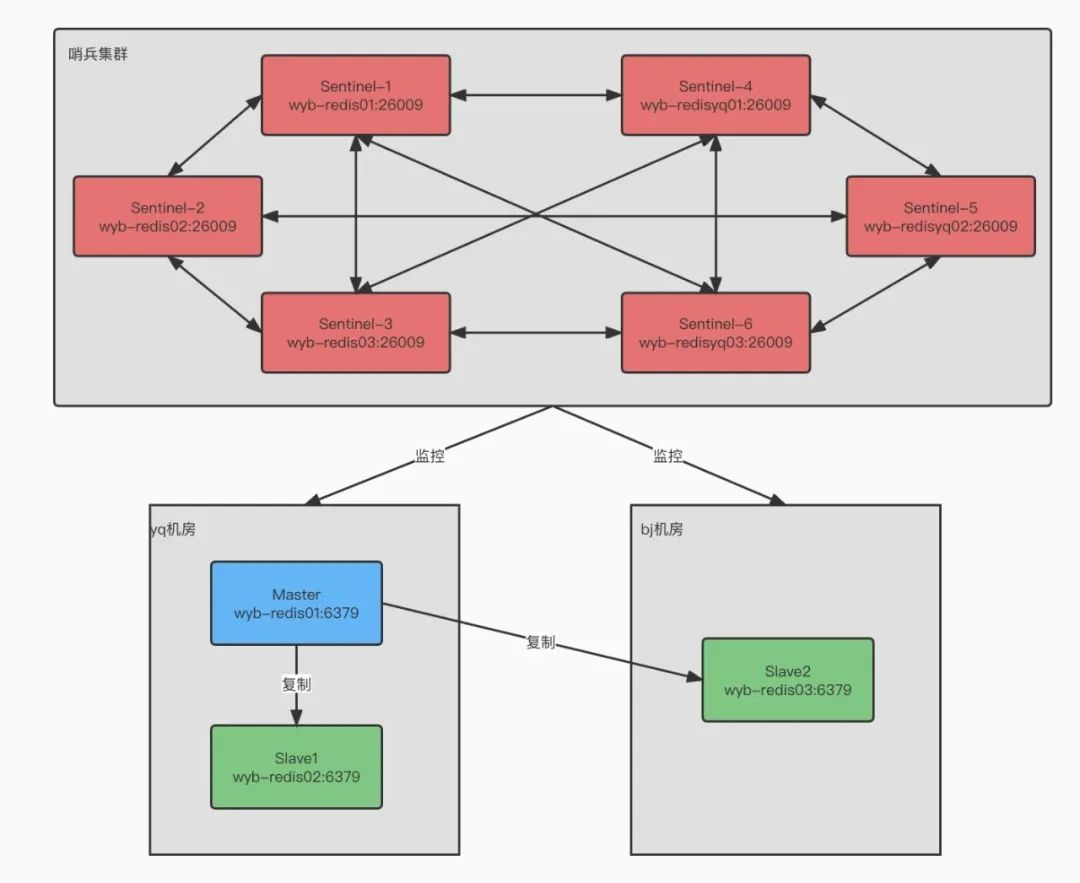 哨兵集群
Sentinel-1
wyb-redis01:26009
Sentinel-4
wyb-redisyq01:26009
Sentinel-2
wyb-redis02:26009
Sentinel-5
wyb-redisyq02:26009
Sentinel-3
wyb-redis03:26009
Sentinel-6
wyb-redisyq03:26009
监控
监控
yq机房
Master
wyb-redis01:6379
复制
Slave1
wyb-redis02:6379
复制
bj机房
Slave2
wyb-redis03:6379